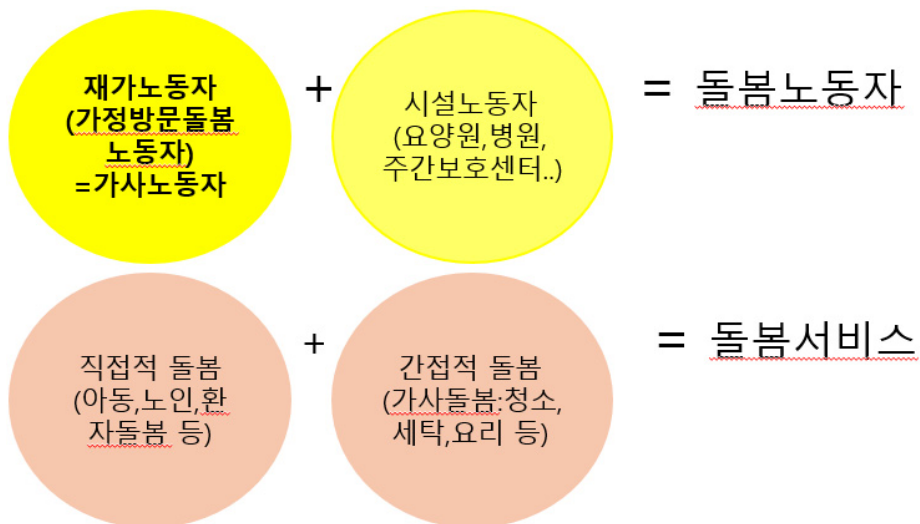 재가노동자
(가정방문돌봄
노동자)
=가사노동자
+
시설노동자
(요양원,병원,
주간보호센터..)
= 돌봄노동자
직접적 돌봄
(아동,노인,환
자돌봄 등)
+
간접적 돌봄
(가사돌봄:청소,
세탁,요리 등)
= 돌봄서비스